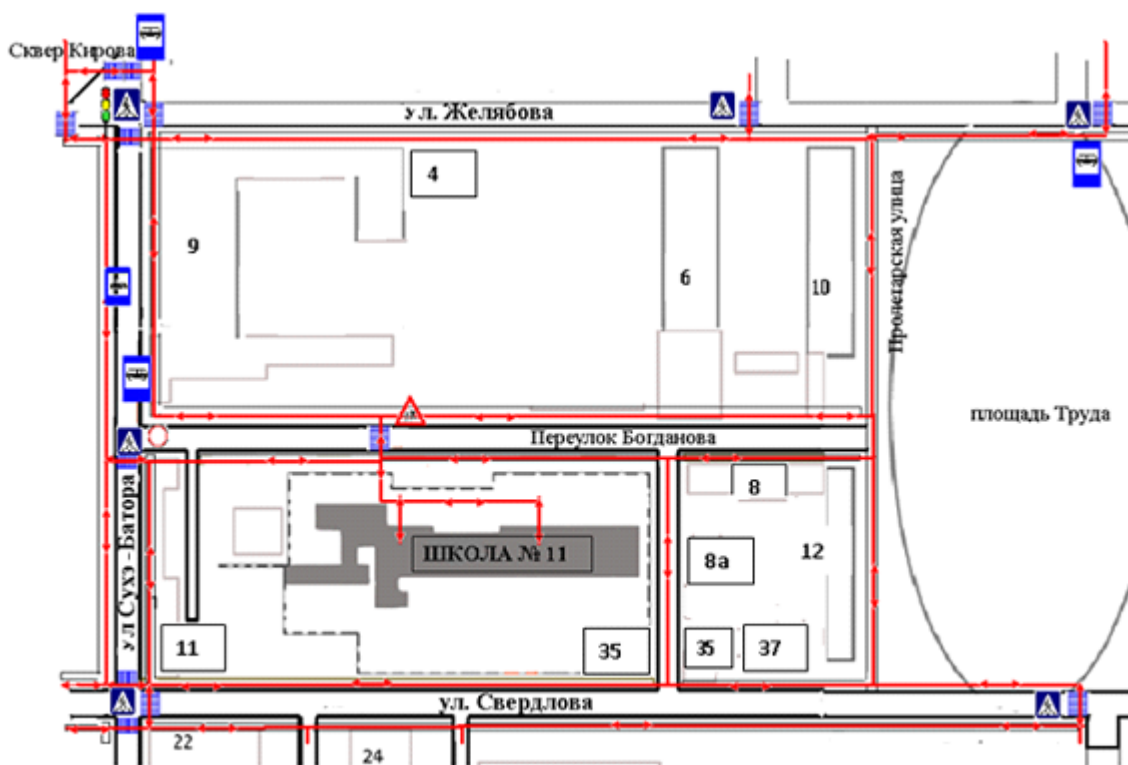 Сквер Кирова
ул. Желябова
4
9
6
10
Пролетарская улица
площадь Труда
Переулок Богданова
8
ул Сухэ - Батора
ШКОЛА № 11
8а
12
11
35
35
37
ул. Свердлова
22
24